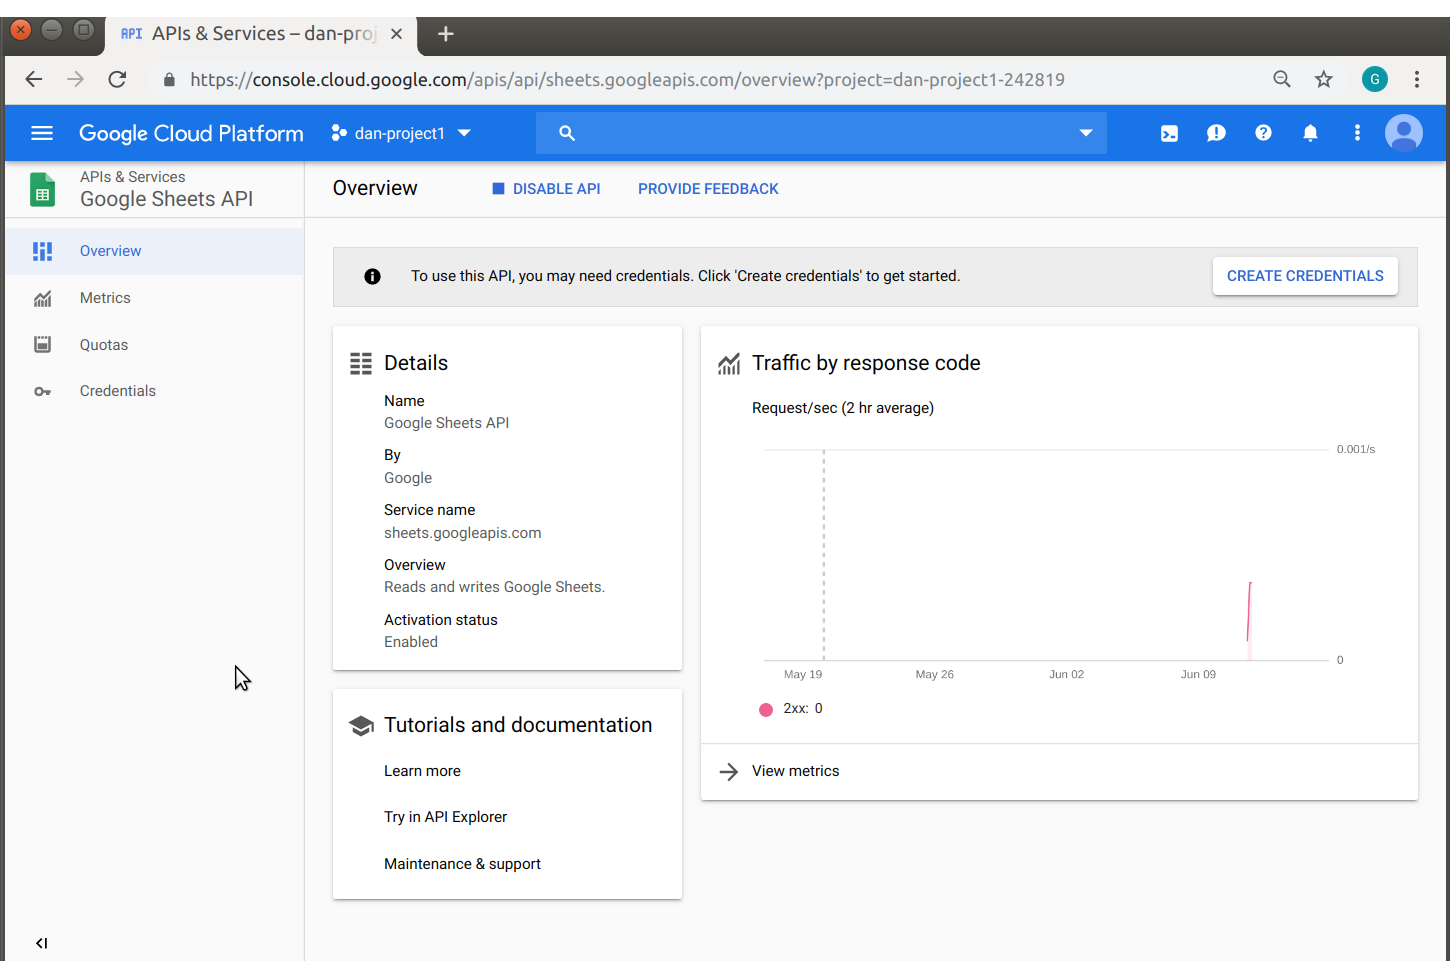 API APIs & Services – dan-proj
https://console.cloud.google.com/apis/api/sheets.googleapis.com/overview?project=dan-project1-242819
G
Google Cloud Platform
dan-project1
APIs & Services
Google Sheets API
Overview
DISABLE API
PROVIDE FEEDBACK
Overview
Metrics
Quotas
Credentials
To use this API, you may need credentials. Click 'Create credentials' to get started.
CREATE CREDENTIALS
Details
Name
Google Sheets API
By
Google
Service name
sheets.googleapis.com
Overview
Reads and writes Google Sheets.
Activation status
Enabled
Tutorials and documentation
Learn more
Try in API Explorer
Maintenance & support
Traffic by response code
Request/sec (2 hr average)
0.001/s
0
May 19 May 26 Jun 02 Jun 09
2xx: 0
View metrics